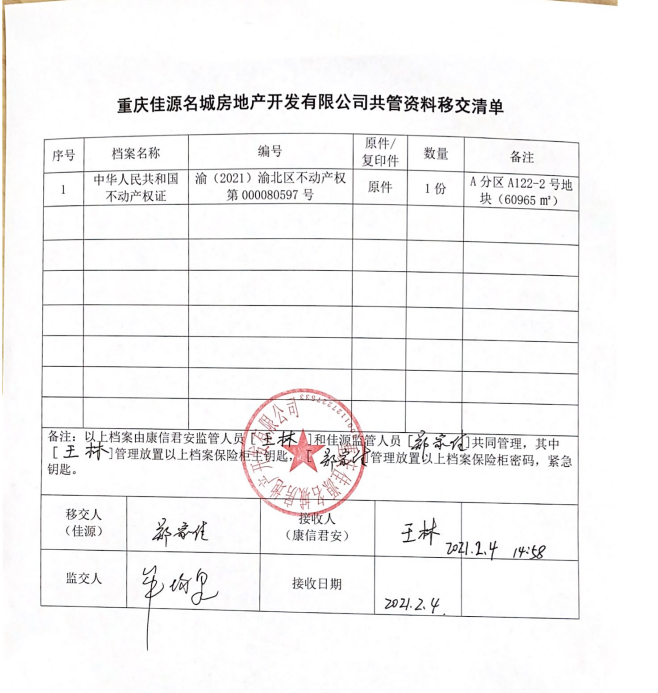 重庆佳源名城房地产开发有限公司共管资料移交清单
序号 档案名称 编号 原件/复印件 数量 备注
1 中华人民共和国不动产权证 渝（2021）渝北区不动产权第 000080597 号 原件 1 份 A 分区 A122-2 号地块（60965 ㎡）
备注：以上档案由康信君安监管人员［王林］和佳源监管人员［郑家佳］共同管理，其中
［王林］管理放置以上档案保险柜主钥匙，［郑家佳管理放置以上档案保险柜密码，紧急
钥匙。
移交人（佳源） 郑家佳 接收人（康信君安） 王林 2021.2.4 14:58
监交人 接收日期 2021.2.4.